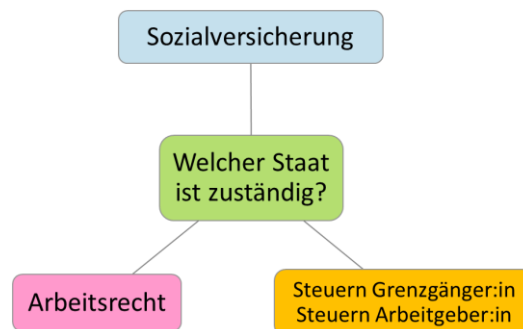 Sozialversicherung
Welcher Staat
ist zuständig?
Arbeitsrecht
Steuern Grenzgänger:in
Steuern Arbeitgeber:in